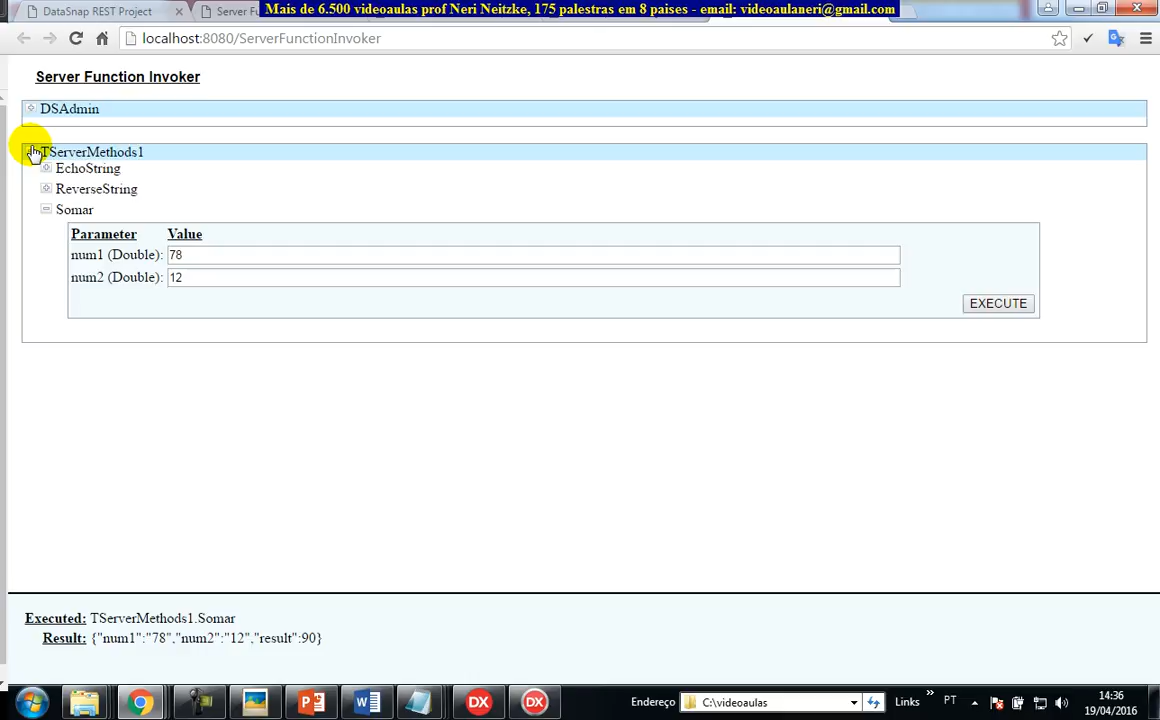 DataSnap REST Project
Server Fu
Mais de 6.500 videoaulas prof Neri Neitzke, 175 palestras em 8 paises - email: videoaulaneri@gmail.com
localhost:8080/ServerFunctionInvoker
Server Function Invoker
DSAdmin
TServerMethods1
EchoString
ReverseString
Somar
Parameter Value
num1 (Double): 78
num2 (Double): 12
EXECUTE
Executed: TServerMethods1.Somar
Result: {"num1":"78","num2":"12","result":90}
Endereço C:\videoaulas Links » PT 14:36
19/04/2016